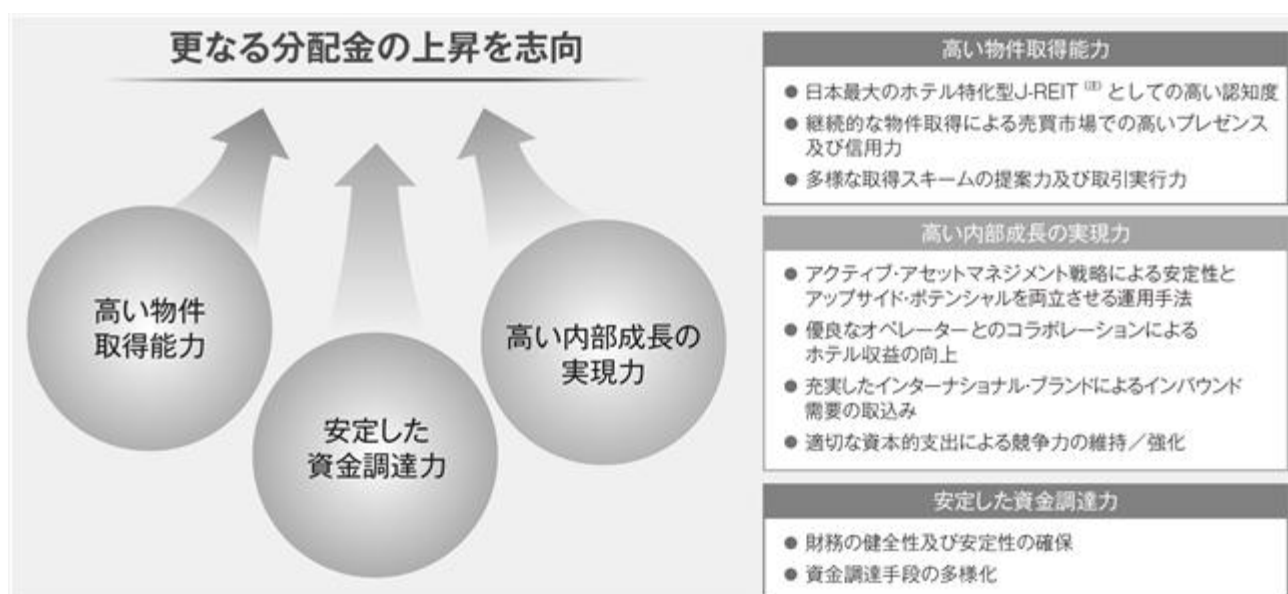 更なる分配金の上昇を志向
高い物件
取得能力
安定した
資金調達力
高い内部成長の
実現力
高い物件取得能力
● 日本最大のホテル特化型J-REIT（注）としての高い認知度
● 継続的な物件取得による売買市場での高いプレゼンス
及び信用力
● 多様な取得スキームの提案力及び取引実行力
高い内部成長の実現力
● アクティブ・アセットマネジメント戦略による安定性と
アップサイド・ポテンシャルを両立させる運用手法
● 優良なオペレーターとのコラボレーションによる
ホテル収益の向上
● 充実したインターナショナル・ブランドによるインバウンド
需要の取込み
● 適切な資本的支出による競争力の維持／強化
安定した資金調達力
● 財務の健全性及び安定性の確保
● 資金調達手段の多様化